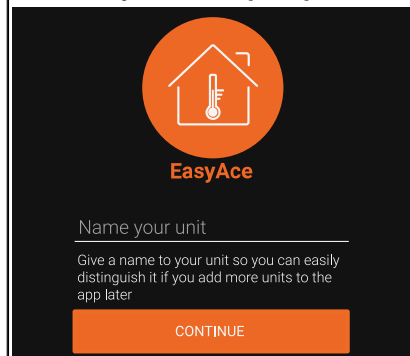 EasyAce
Name your unit
Give a name to your unit so you can easily
distinguish it if you add more units to the
app later
CONTINUE